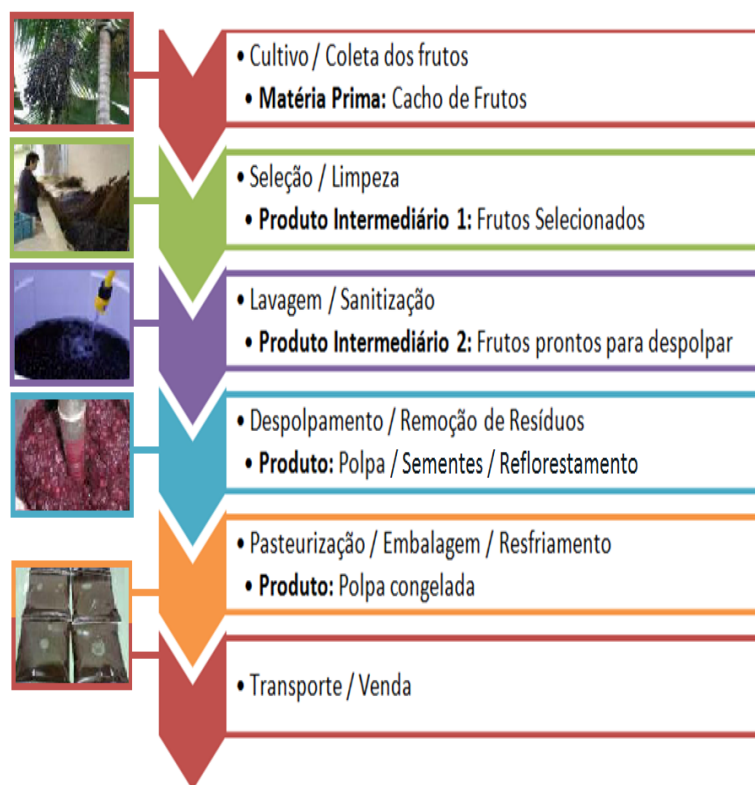 • Cultivo / Coleta dos frutos
• Matéria Prima: Cacho de Frutos
• Seleção / Limpeza
• Produto Intermediário 1: Frutos Selecionados
• Lavagem / Sanitização
• Produto Intermediário 2: Frutos prontos para despolpar
• Despolpamento / Remoção de Resíduos
• Produto: Polpa / Sementes / Reflorestamento
• Pasteurização / Embalagem / Resfriamento
• Produto: Polpa congelada
• Transporte / Venda